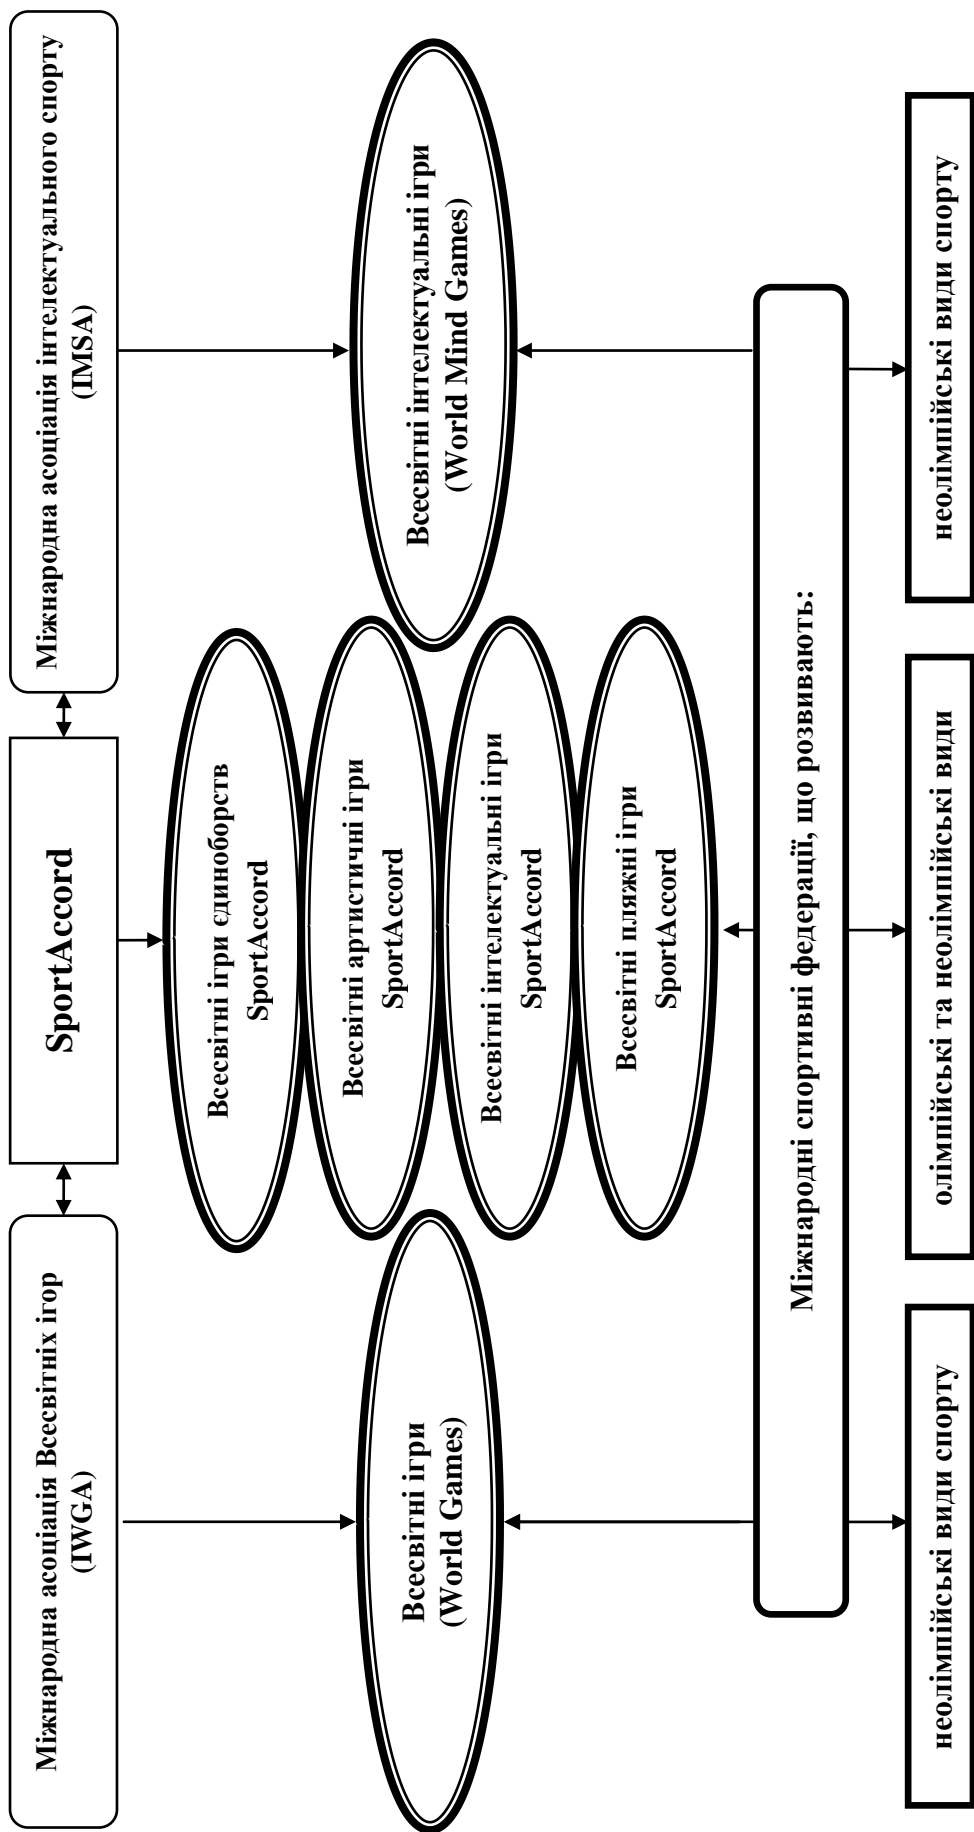 Міжнародна асоціація Всесвітніх ігор
(IWGA)
SportAccord
Міжнародна асоціація інтелектуального спорту
(IMSA)
Всесвітні ігри
(World Games)
Всесвітні ігри єдиноборств
SportAccord
Всесвітні артистичні ігри
SportAccord
Всесвітні інтелектуальні ігри
SportAccord
Всесвітні пляжні ігри
SportAccord
Всесвітні інтелектуальні ігри
(World Mind Games)
Міжнародні спортивні федерації, що розвивають:
неолімпійські види спорту
олімпійські та неолімпійські види
неолімпійські види спорту